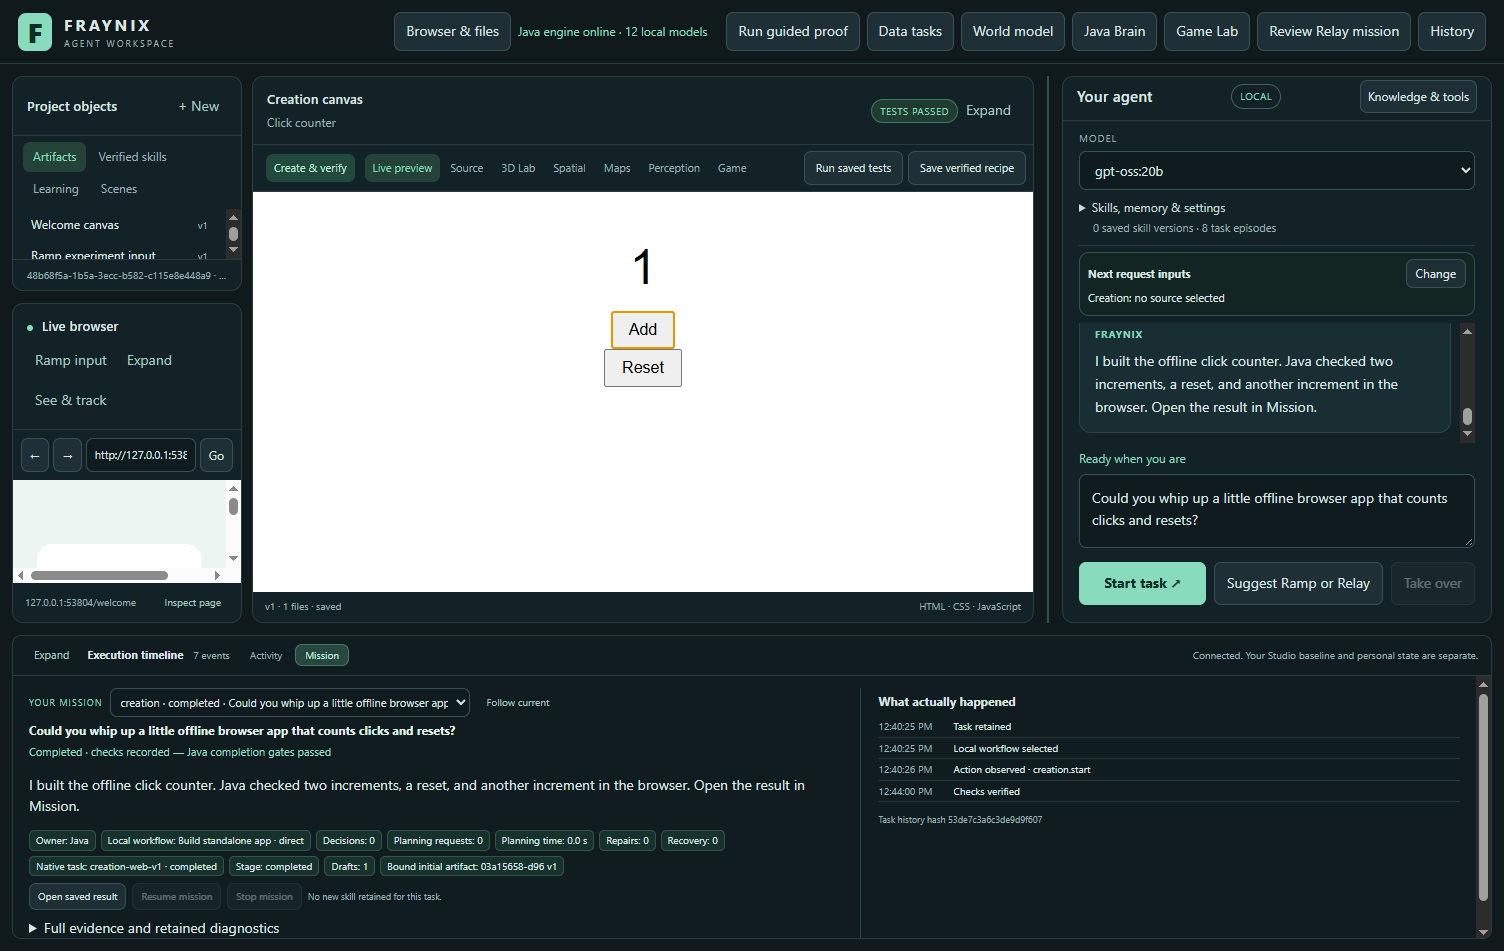 F
FRAYNIX
AGENT WORKSPACE
Browser & files
Java engine online · 12 local models
Run guided proof
Data tasks
World model
Java Brain
Game Lab
Review Relay mission
History
Project objects
+ New
Artifacts
Verified skills
Learning
Scenes
Welcome canvas
v1
Ramp experiment input
v1
48b68f5a-1b5a-3ecc-b582-c115e8e448a9 · ...
Live browser
Ramp input
Expand
See & track
←
→
http://127.0.0.1:538
Go
127.0.0.1:53804/welcome
Inspect page
Creation canvas
Click counter
TESTS PASSED
Expand
Create & verify
Live preview
Source
3D Lab
Spatial
Maps
Perception
Game
Run saved tests
Save verified recipe
1
Add
Reset
v1 · 1 files · saved
HTML · CSS · JavaScript
Your agent
LOCAL
Knowledge & tools
MODEL
gpt-oss:20b
Skills, memory & settings
0 saved skill versions · 8 task episodes
Next request inputs
Change
Creation: no source selected
FRAYNIX
I built the offline click counter. Java checked two
increments, a reset, and another increment in the
browser. Open the result in Mission.
Ready when you are
Could you whip up a little offline browser app that counts
clicks and resets?
Start task ↗
Suggest Ramp or Relay
Take over
Expand
Execution timeline
7 events
Activity
Mission
Connected. Your Studio baseline and personal state are separate.
YOUR MISSION
creation · completed · Could you whip up a little offline browser app
Follow current
Could you whip up a little offline browser app that counts clicks and resets?
Completed · checks recorded — Java completion gates passed
I built the offline click counter. Java checked two increments, a reset, and another increment in the browser. Open the result in
Mission.
Owner: Java
Local workflow: Build standalone app · direct
Decisions: 0
Planning requests: 0
Planning time: 0.0 s
Repairs: 0
Recovery: 0
Native task: creation-web-v1 · completed
Stage: completed
Drafts: 1
Bound initial artifact: 03a15658-d96 v1
Open saved result
Resume mission
Stop mission
No new skill retained for this task.
Full evidence and retained diagnostics
What actually happened
12:40:25 PM Task retained
12:40:25 PM Local workflow selected
12:40:26 PM Action observed · creation.start
12:44:00 PM Checks verified
Task history hash 53de7c3a6c3de9d9f607